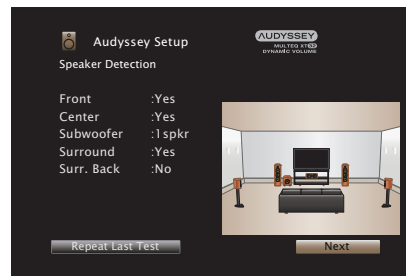 Audyssey Setup
AUDYSSEY
MULTEQ XT32
DYNAMIC VOLUME
Speaker Detection
Front :Yes
Center :Yes
Subwoofer :1spkr
Surround :Yes
Surr. Back :No
Repeat Last Test
Next